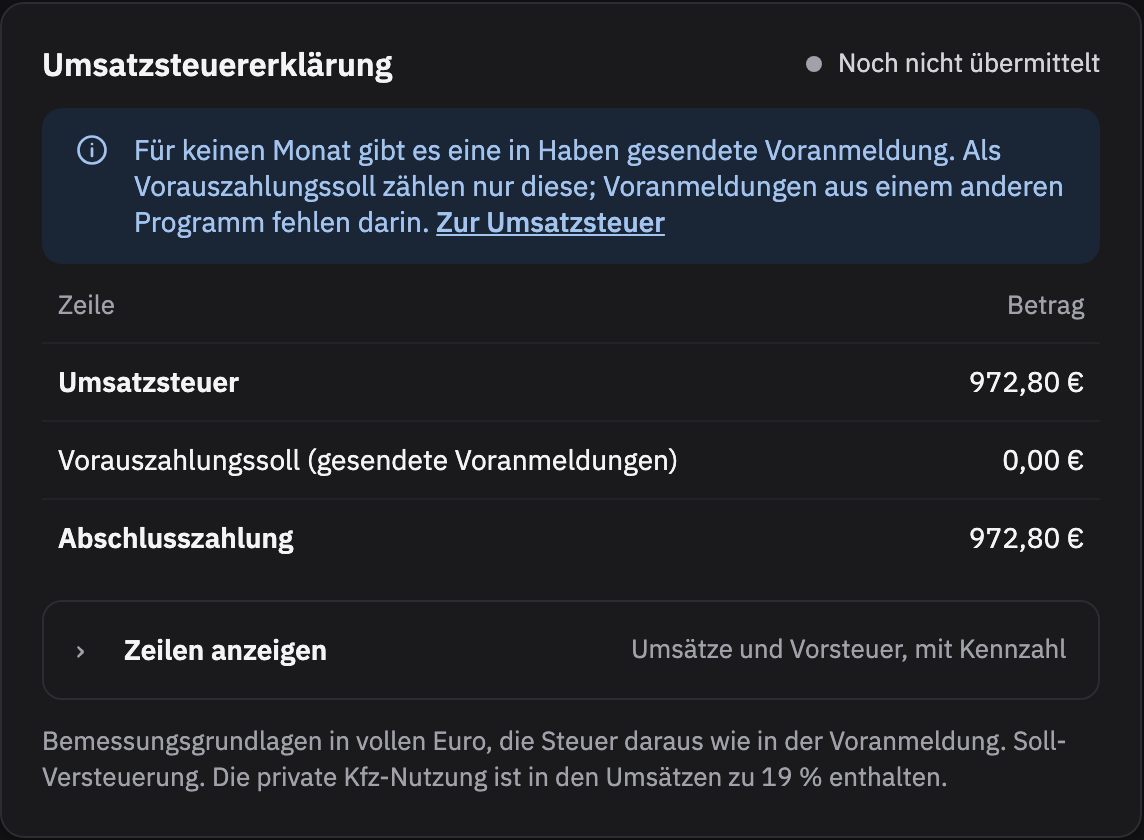 Umsatzsteuererklärung
Noch nicht übermittelt
Für keinen Monat gibt es eine in Haben gesendete Voranmeldung. Als
Vorauszahlungssoll zählen nur diese; Voranmeldungen aus einem anderen
Programm fehlen darin. Zur Umsatzsteuer
Zeile Betrag
Umsatzsteuer 972,80 €
Vorauszahlungssoll (gesendete Voranmeldungen) 0,00 €
Abschlusszahlung 972,80 €
Zeilen anzeigen Umsätze und Vorsteuer, mit Kennzahl
Bemessungsgrundlagen in vollen Euro, die Steuer daraus wie in der Voranmeldung. Soll-
Versteuerung. Die private Kfz-Nutzung ist in den Umsätzen zu 19 % enthalten.